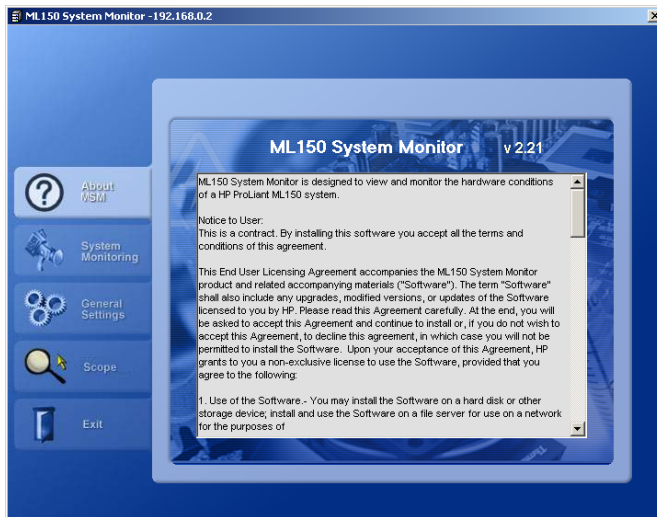 ML150 System Monitor -192.168.0.2
ML150 System Monitor v 2.21
About
MSM
System
Monitoring
General
Settings
Scope
Exit
ML150 System Monitor is designed to view and monitor the hardware conditions
of a HP ProLiant ML150 system.
Notice to User:
This is a contract. By installing this software you accept all the terms and
conditions of this agreement.
This End User Licensing Agreement accompanies the ML150 System Monitor
product and related accompanying materials ("Software"). The term "Software"
shall also include any upgrades, modified versions, or updates of the Software
licensed to you by HP. Please read this Agreement carefully. At the end, you will
be asked to accept this Agreement and continue to install or, if you do not wish to
accept this Agreement, to decline this agreement, in which case you will not be
permitted to install the Software. Upon your acceptance of this Agreement, HP
grants to you a non-exclusive license to use the Software, provided that you
agree to the following:
1. Use of the Software.- You may install the Software on a hard disk or other
storage device; install and use the Software on a file server for use on a network
for the purposes of